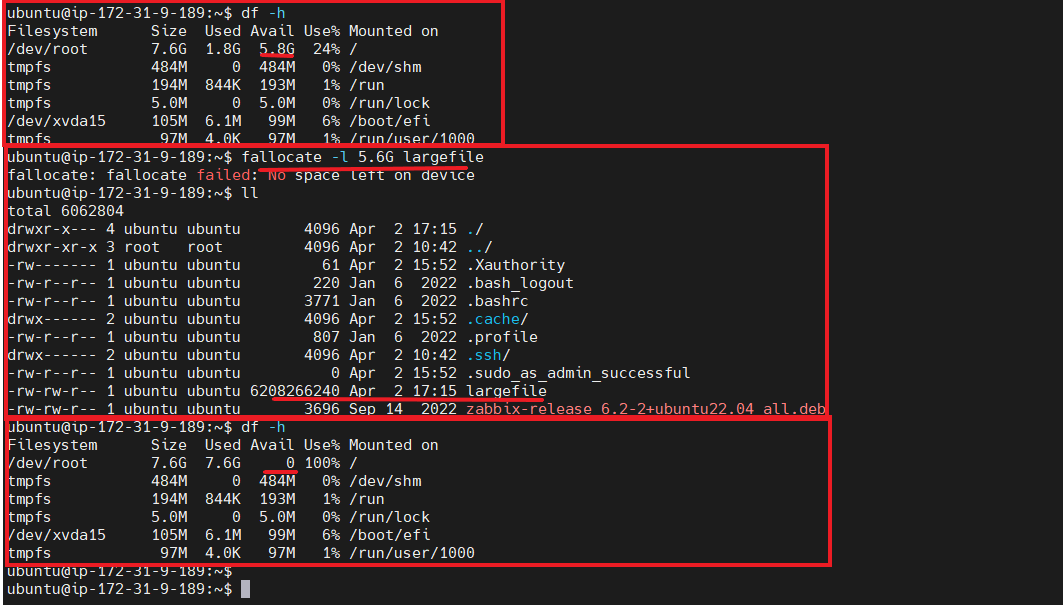 ubuntu@ip-172-31-9-189:~$ df -h
Filesystem      Size  Used Avail Use% Mounted on
/dev/root       7.6G  1.8G  5.8G  24% /
tmpfs           484M     0  484M   0% /dev/shm
tmpfs           194M  844K  193M   1% /run
tmpfs           5.0M     0  5.0M   0% /run/lock
/dev/xvda15     105M  6.1M   99M   6% /boot/efi
tmpfs            97M  4.0K   97M   1% /run/user/1000
ubuntu@ip-172-31-9-189:~$ fallocate -l 5.6G largefile
fallocate: fallocate failed: No space left on device
ubuntu@ip-172-31-9-189:~$ ll
total 6062804
drwxr-x--- 4 ubuntu ubuntu       4096 Apr  2 17:15 ./
drwxr-xr-x 3 root   root         4096 Apr  2 10:42 ../
-rw------- 1 ubuntu ubuntu         61 Apr  2 15:52 .Xauthority
-rw-r--r-- 1 ubuntu ubuntu        220 Jan  6  2022 .bash_logout
-rw-r--r-- 1 ubuntu ubuntu       3771 Jan  6  2022 .bashrc
drwx------ 2 ubuntu ubuntu       4096 Apr  2 15:52 .cache/
-rw-r--r-- 1 ubuntu ubuntu        807 Jan  6  2022 .profile
drwx------ 2 ubuntu ubuntu       4096 Apr  2 10:42 .ssh/
-rw-r--r-- 1 ubuntu ubuntu          0 Apr  2 15:52 .sudo_as_admin_successful
-rw-rw-r-- 1 ubuntu ubuntu 6208266240 Apr  2 17:15 largefile
-rw-rw-r-- 1 ubuntu ubuntu       3696 Sep 14  2022 zabbix-release_6.2-2+ubuntu22.04_all.deb
ubuntu@ip-172-31-9-189:~$ df -h
Filesystem      Size  Used Avail Use% Mounted on
/dev/root       7.6G  7.6G     0 100% /
tmpfs           484M     0  484M   0% /dev/shm
tmpfs           194M  844K  193M   1% /run
tmpfs           5.0M     0  5.0M   0% /run/lock
/dev/xvda15     105M  6.1M   99M   6% /boot/efi
tmpfs            97M  4.0K   97M   1% /run/user/1000
ubuntu@ip-172-31-9-189:~$
ubuntu@ip-172-31-9-189:~$